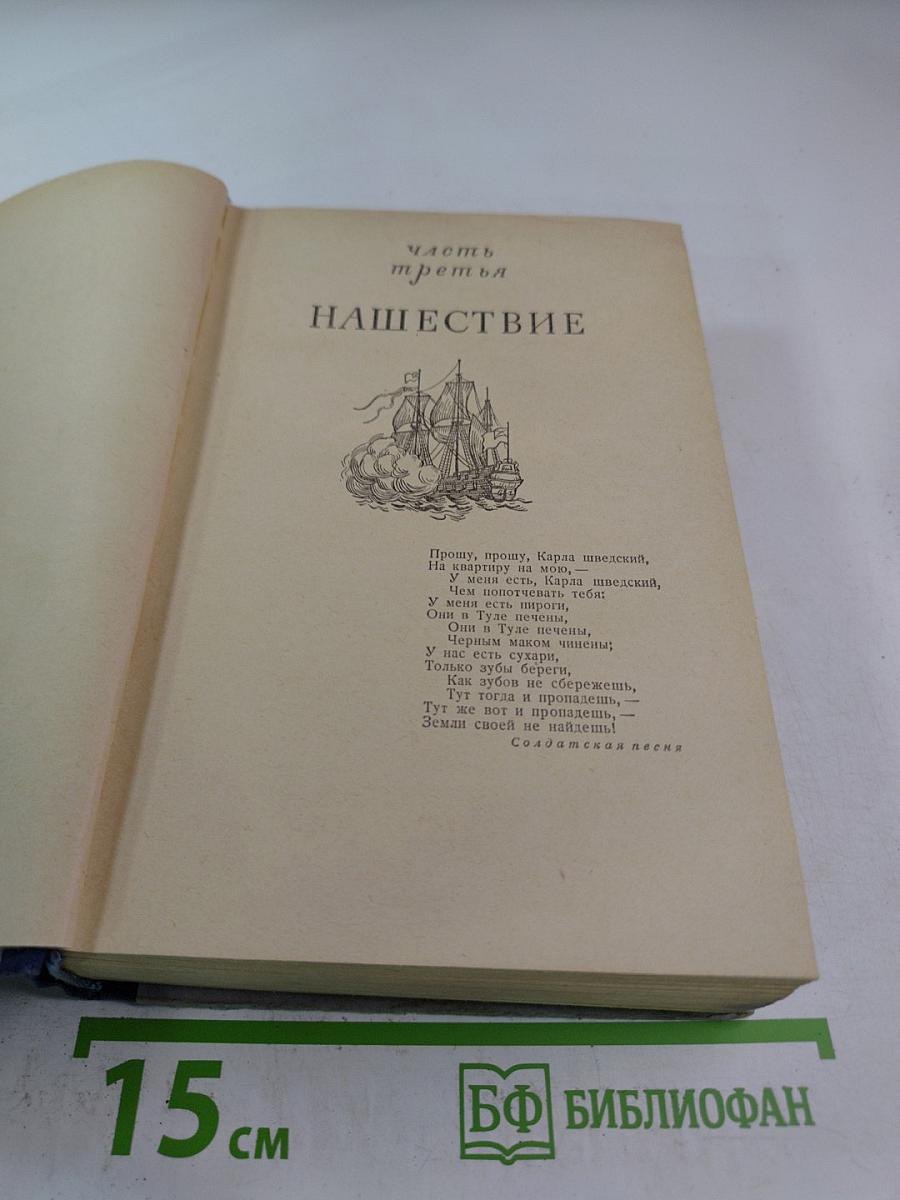 часть
третья
НАШЕСТВИЕ
Прошу, прошу, Карла шведский,
На квартиру на мою,—
У меня есть, Карла шведский,
Чем попотчевать тебя:
У меня есть пироги,
Они в Туле печены,
Они в Туле печены,
Черным маком чинены;
У нас есть сухари,
Только зубы береги,
Как зубов не сбережешь,
Тут тогда и пропадешь,—
Тут же вот и пропадешь,—
Земли своей не найдешь!
Солдатская песня
15 см
БФ БИБЛИОФАН